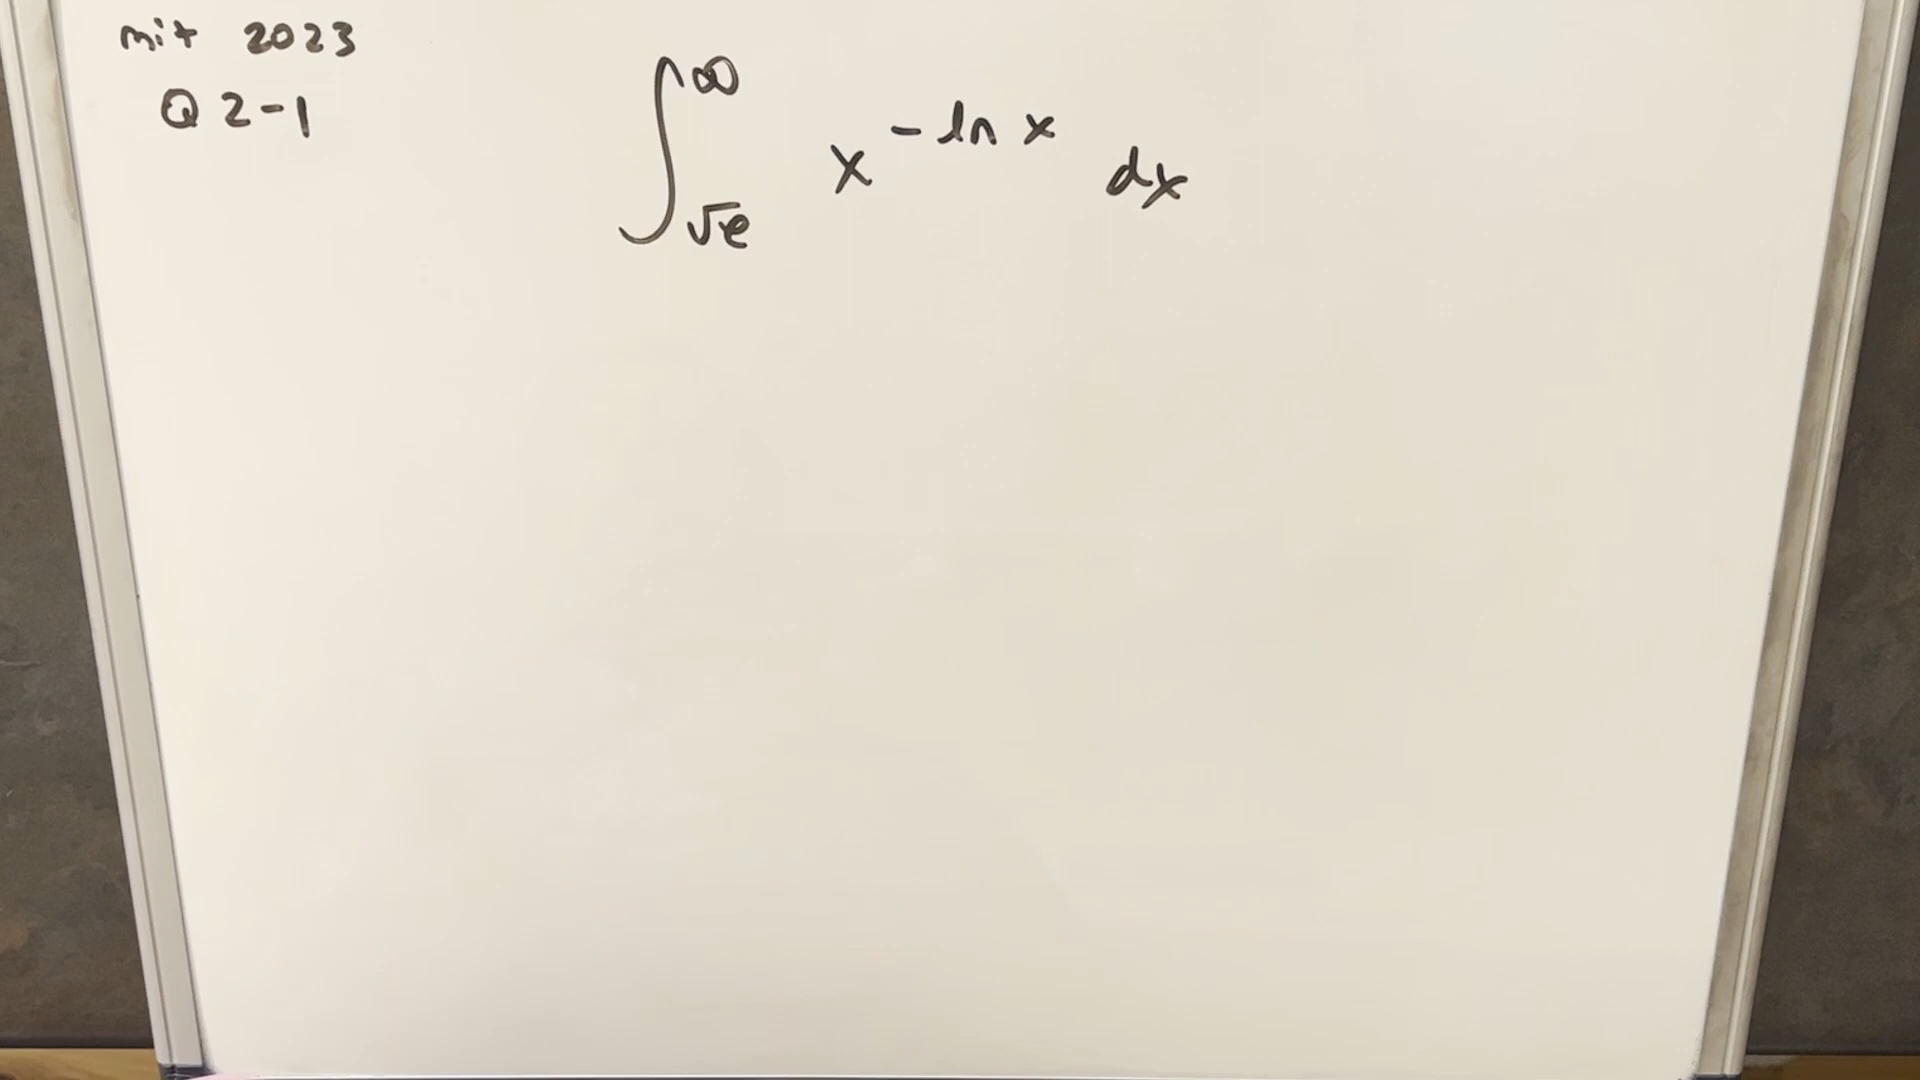 mit 2023
Q 2-1
∫_{√e}^{∞} x^{-ln x} dx